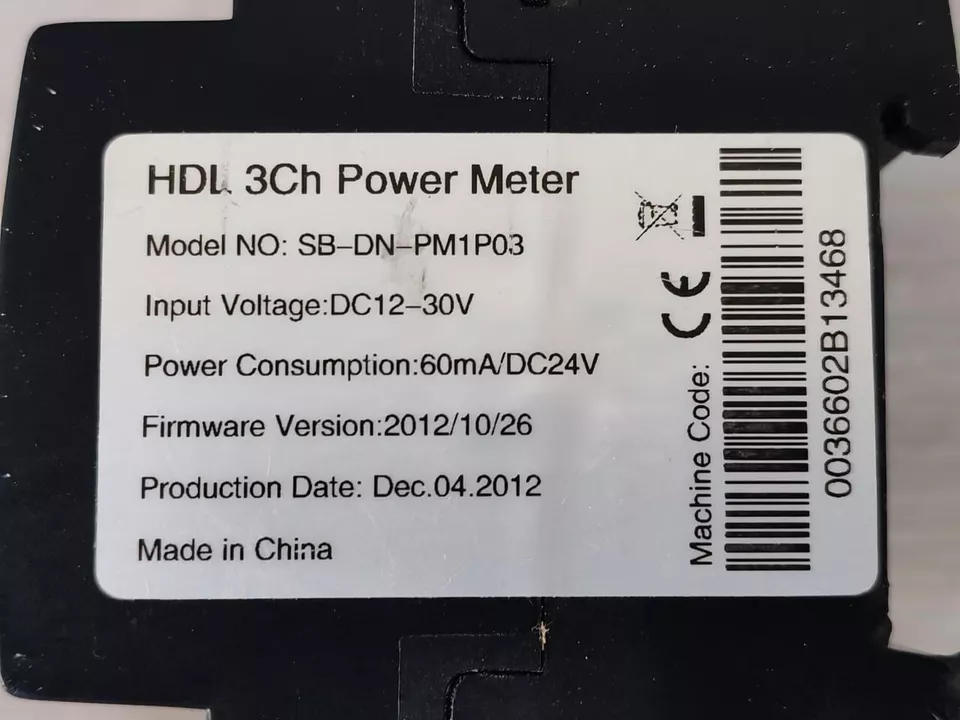 HDL 3Ch Power Meter
Model NO: SB-DN-PM1P03
Input Voltage:DC12-30V
Power Consumption:60mA/DC24V
Firmware Version:2012/10/26
Production Date: Dec.04.2012
Made in China
CE
Machine Code:
0036602B13468